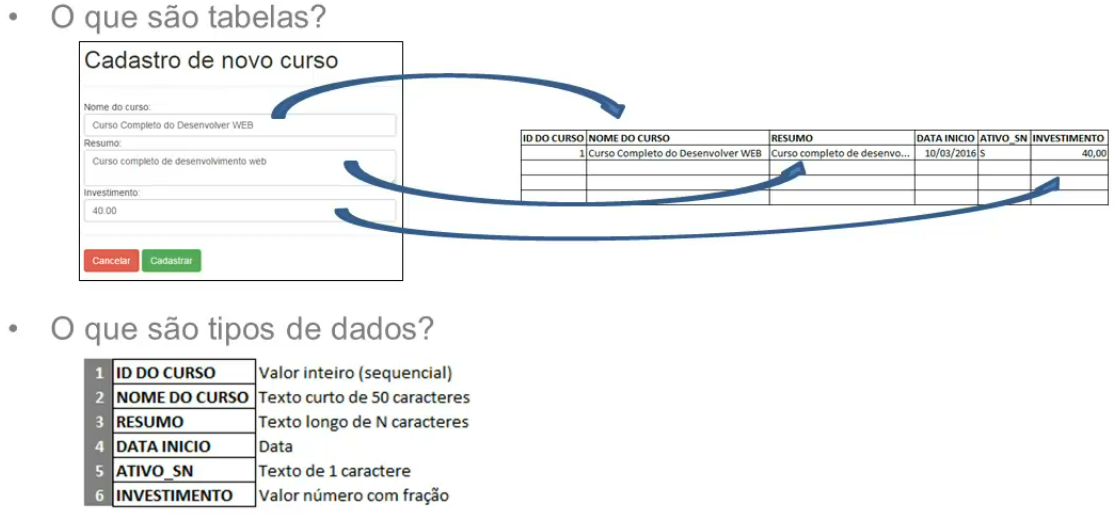 • O que são tabelas?
Cadastro de novo curso
Nome do curso:
Curso Completo do Desenvolver WEB
Resumo:
Curso completo de desenvolvimento web
Investimento:
40.00
Cancelar Cadastrar
ID DO CURSO NOME DO CURSO RESUMO DATA INICIO ATIVO_SN INVESTIMENTO
1 Curso Completo do Desenvolver WEB Curso completo de desenvo... 10/03/2016 S 40,00
• O que são tipos de dados?
1 ID DO CURSO Valor inteiro (sequencial)
2 NOME DO CURSO Texto curto de 50 caracteres
3 RESUMO Texto longo de N caracteres
4 DATA INICIO Data
5 ATIVO_SN Texto de 1 caractere
6 INVESTIMENTO Valor número com fração